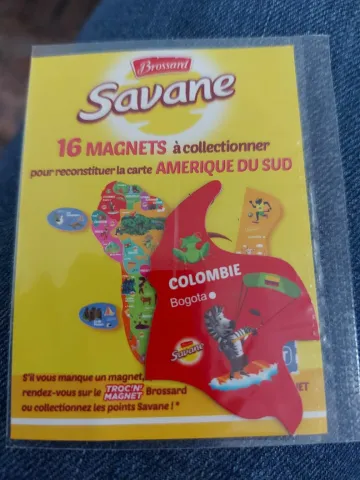 Brossard
Savane
16 MAGNETS à collectionner
pour reconstituer la carte AMERIQUE DU SUD
COLOMBIE
Bogota
Savane
S'il vous manque un magnet,
rendez-vous sur le TROC'N' MAGNET Brossard
ou collectionnez les points Savane ! *